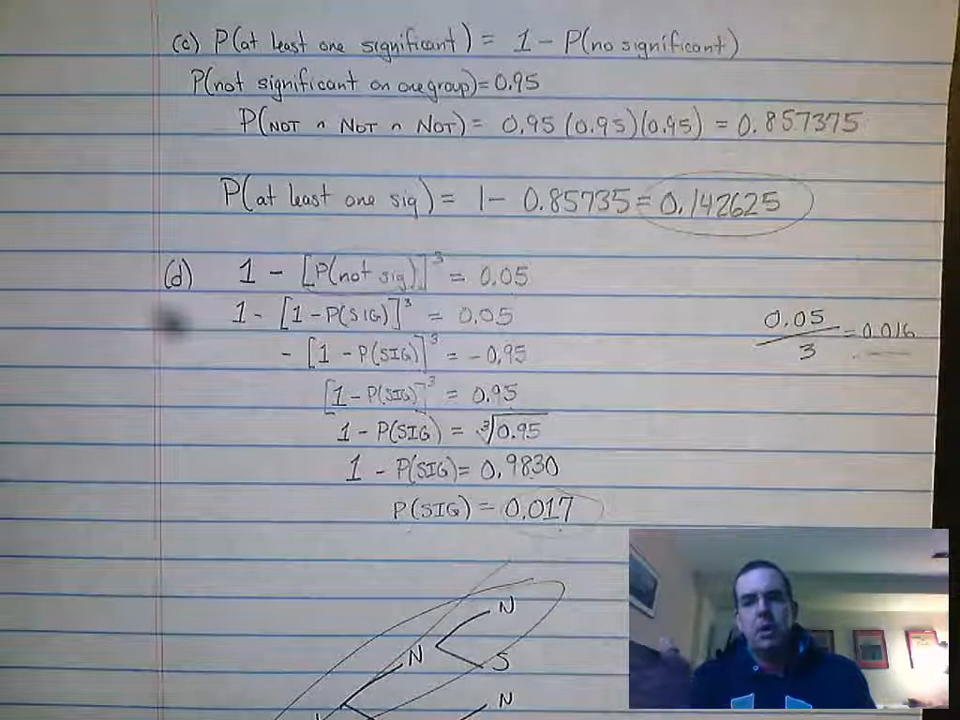 (c) P(at least one significant) = 1 - P(no significant)
P(not significant on one group) = 0.95
P(NOT ∩ NOT ∩ NOT) = 0.95 (0.95)(0.95) = 0.857375
P(at least one sig) = 1 - 0.85735 = 0.142625
(d) 1 - [P(not sig)]³ = 0.05
1 - [1 - P(SIG)]³ = 0.05
- [1 - P(SIG)]³ = -0.95
0.05/3 = 0.016
[1 - P(SIG)]³ = 0.95
1 - P(SIG) = ³√0.95
1 - P(SIG) = 0.9830
P(SIG) = 0.017
N
N
S
N